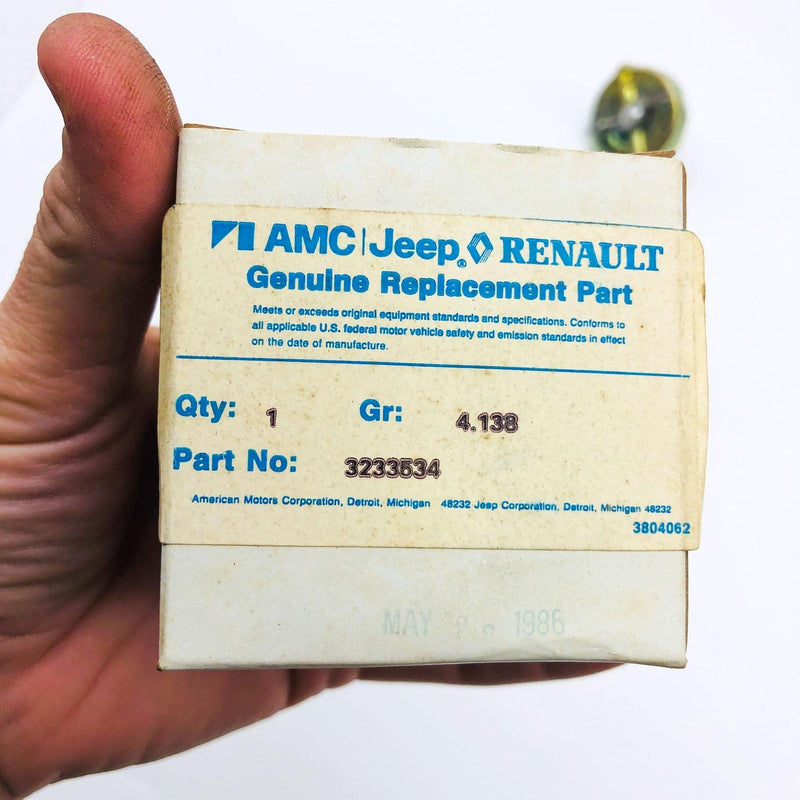 AMC | Jeep® RENAULT
Genuine Replacement Part
Meets or exceeds original equipment standards and specifications. Conforms to
all applicable U.S. federal motor vehicle safety and emission standards in effect
on the date of manufacture.
Qty: 1 Gr: 4.138
Part No: 3233534
American Motors Corporation, Detroit, Michigan 48232 Jeep Corporation, Detroit, Michigan 48232
3804062
MAY 1986